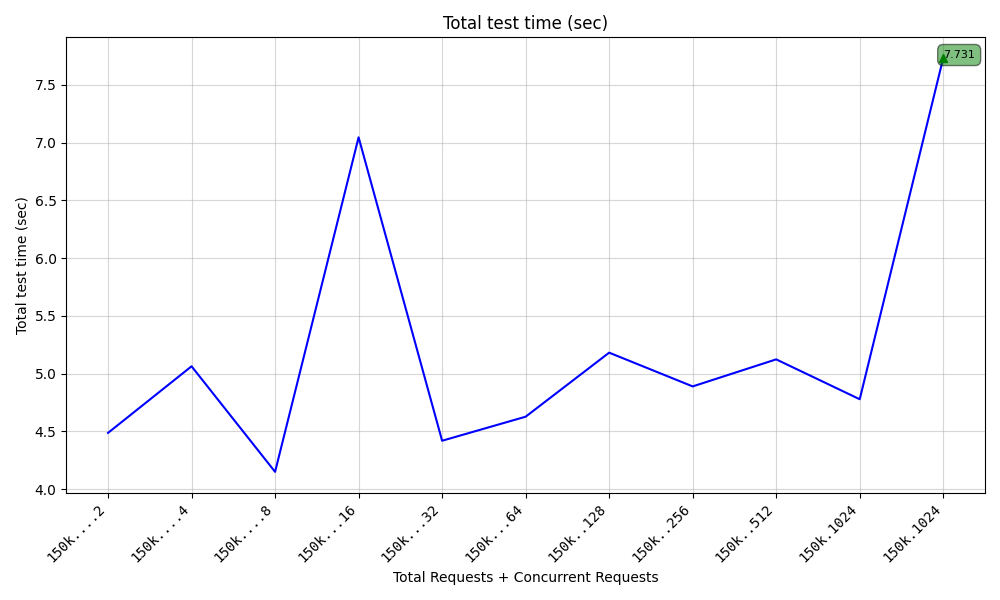 Total test time (sec)
7.731
Total test time (sec)
7.5
7.0
6.5
6.0
5.5
5.0
4.5
4.0
150k....2
150k....4
150k....8
150k...16
150k...32
150k...64
150k..128
150k..256
150k..512
150k.1024
150k.1024
Total Requests + Concurrent Requests